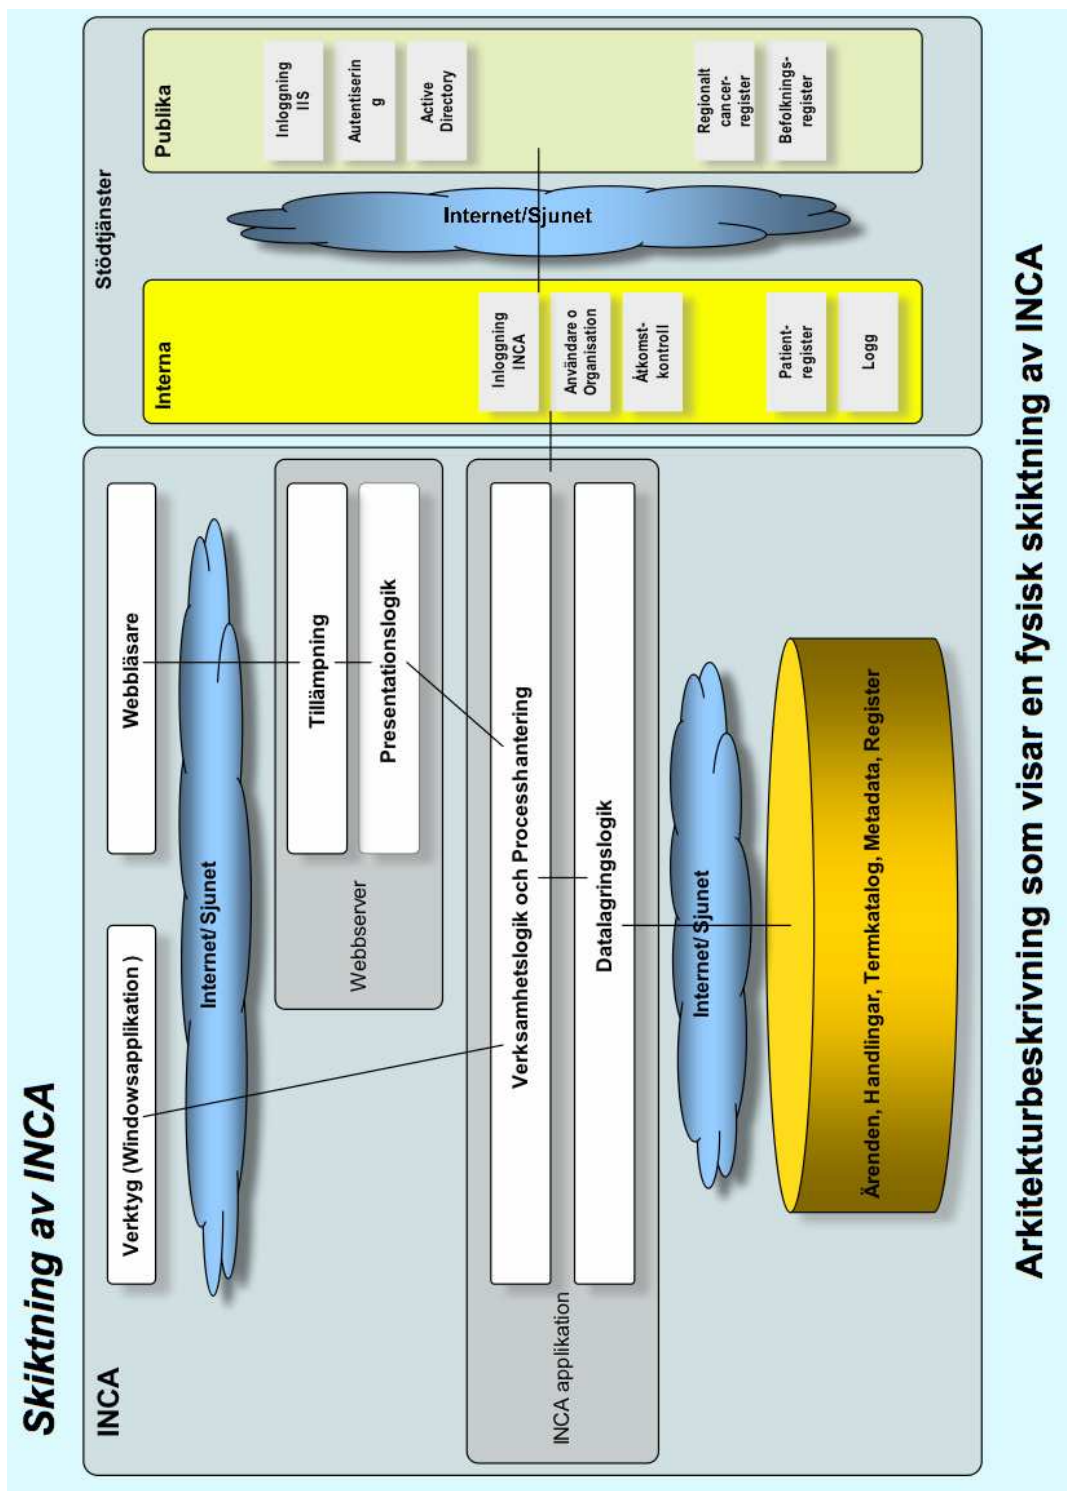 Skiktning av INCA
INCA
Verktyg (Windowsapplikation )
Webbläsare
Internet/ Sjunet
Webbserver
Tillämpning
Presentationslogik
INCA applikation
Verksamhetslogik och Processhantering
Datalagringslogik
Internet/ Sjunet
Ärenden, Handlingar, Termkatalog, Metadata, Register
Stödtjänster
Interna
Inloggning
INCA
Användare o
Organisation
Åtkomst-
kontroll
Patient-
register
Logg
Internet/Sjunet
Publika
Inloggning
IIS
Autentiserin
g
Active
Directory
Regionalt
cancer-
register
Befolknings-
register
Arkitekturbeskrivning som visar en fysisk skiktning av INCA